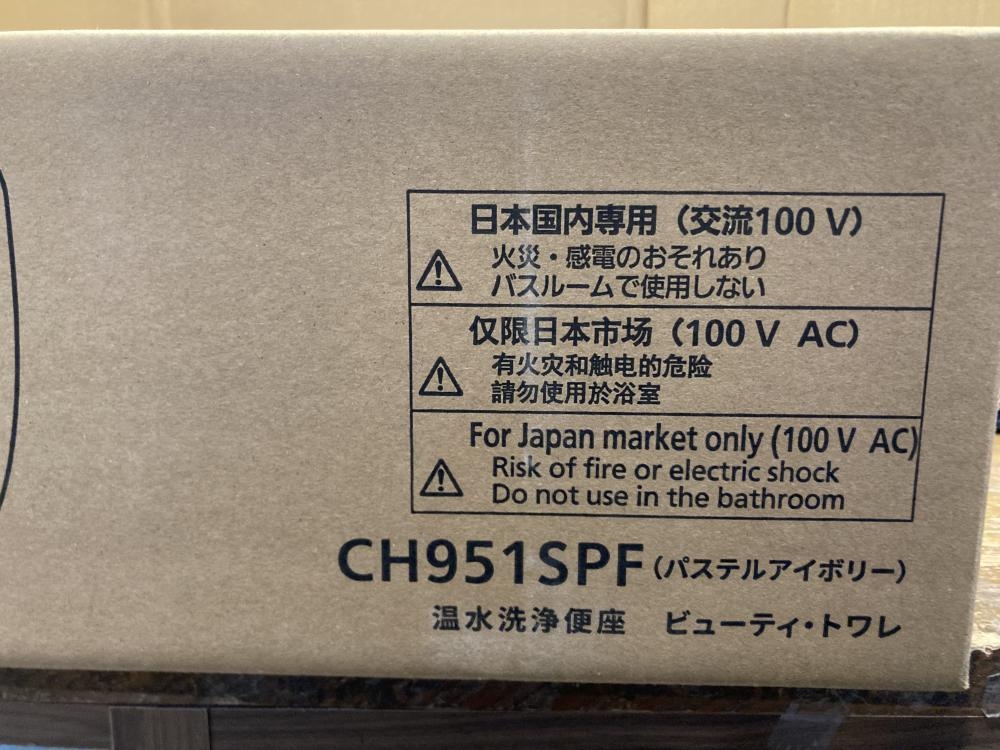 日本国内専用（交流100 V）
火災・感電のおそれあり
バスルームで使用しない
仅限日本市场（100 V AC）
有火灾和触电的危险
請勿使用於浴室
For Japan market only (100 V AC)
Risk of fire or electric shock
Do not use in the bathroom
CH951SPF（パステルアイボリー）
温水洗浄便座 ビューティ・トワレ